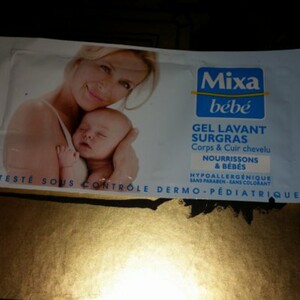 Mixa
bébé
GEL LAVANT
SURGRAS
Corps & Cuir chevelu
NOURRISSONS
& BÉBÉS
HYPOALLERGÉNIQUE
SANS PARABEN - SANS COLORANT
TESTÉ SOUS CONTRÔLE DERMO-PÉDIATRIQUE